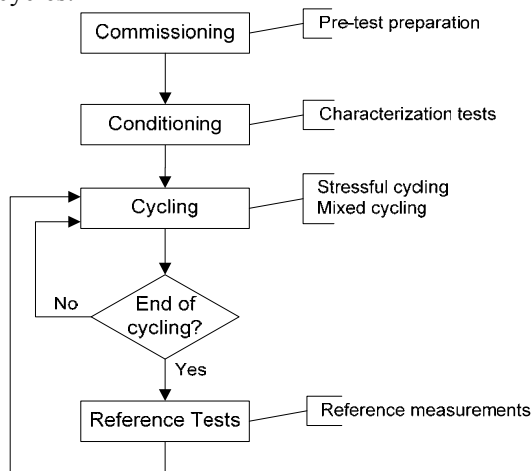 Commissioning
Pre-test preparation
Conditioning
Characterization tests
Cycling
Stressful cycling
Mixed cycling
End of
cycling?
No
Yes
Reference Tests
Reference measurements